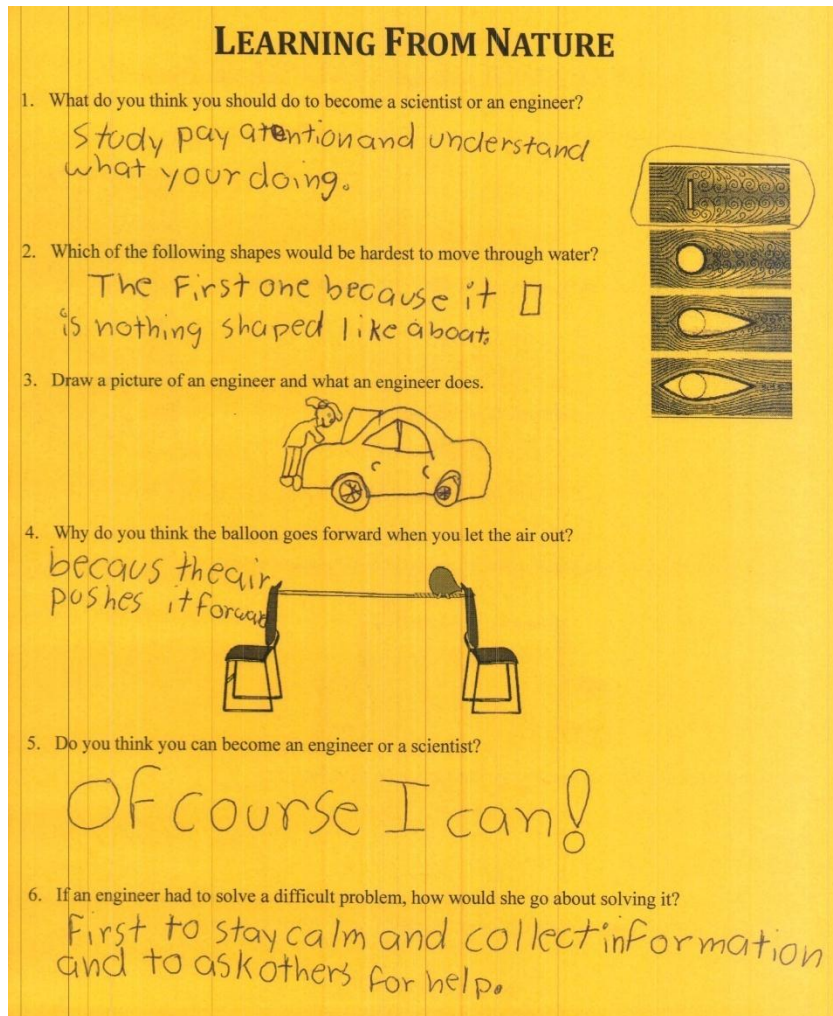 LEARNING FROM NATURE
1. What do you think you should do to become a scientist or an engineer?
Study pay atention and understand
what your doing.
2. Which of the following shapes would be hardest to move through water?
The First one because it
is nothing shaped like a boat.
3. Draw a picture of an engineer and what an engineer does.
4. Why do you think the balloon goes forward when you let the air out?
becaus the air
pushes it forward
5. Do you think you can become an engineer or a scientist?
Of course I can!
6. If an engineer had to solve a difficult problem, how would she go about solving it?
First to stay calm and collect information
and to ask others for help.